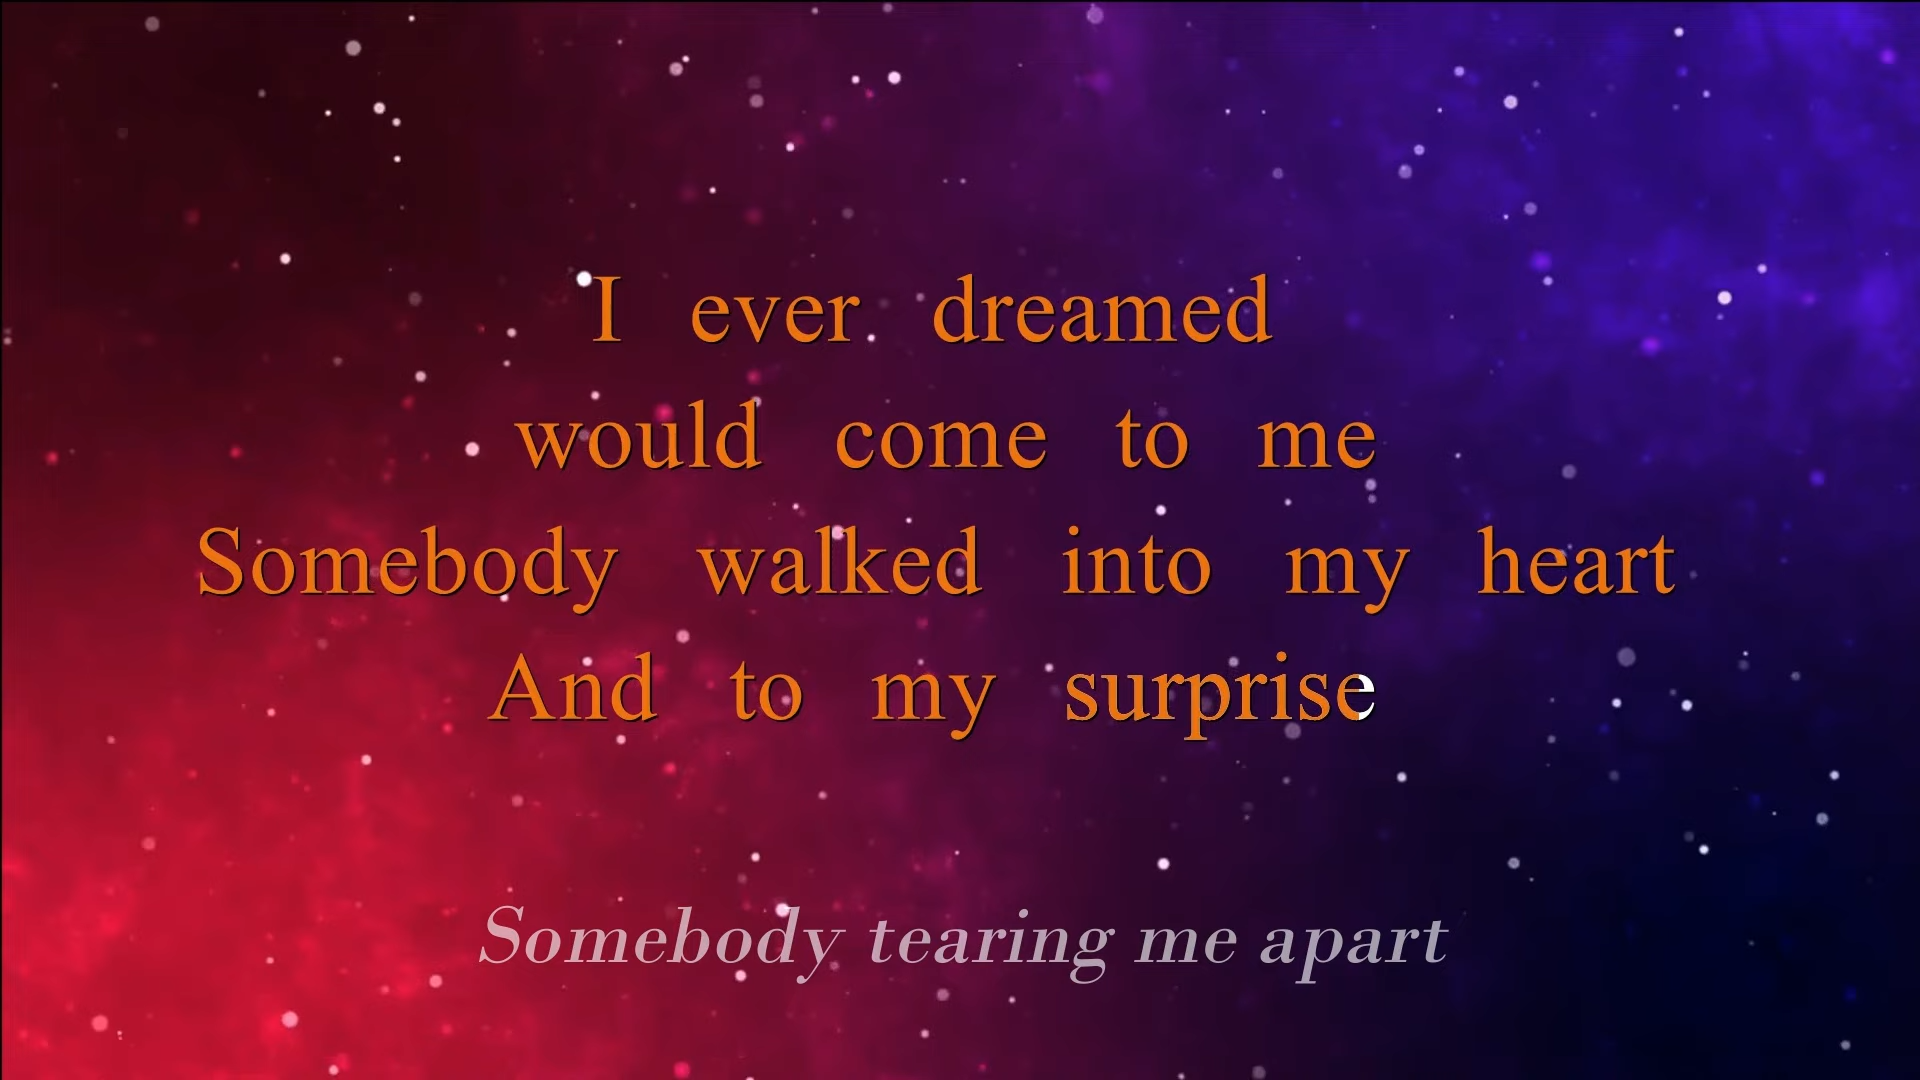 I ever dreamed
would come to me
Somebody walked into my heart
And to my surprise
Somebody tearing me apart